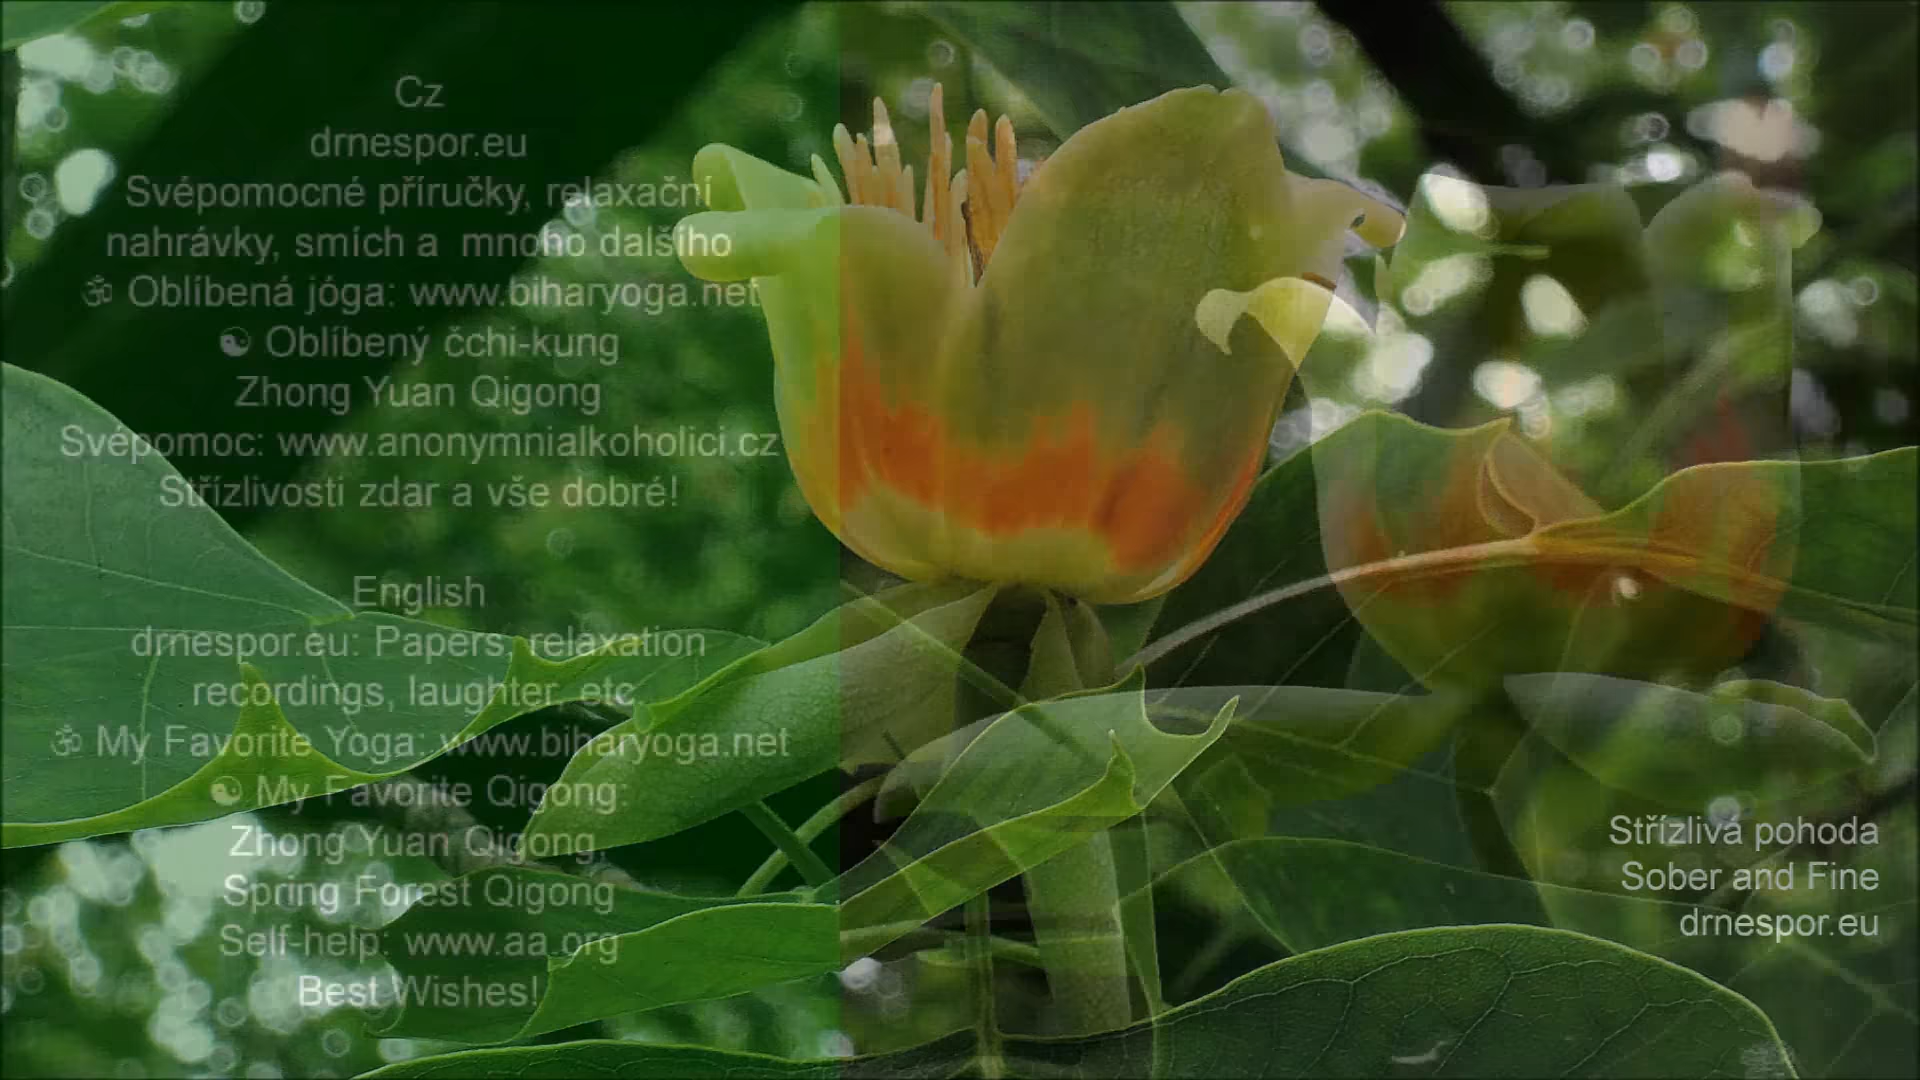 Cz
drnespor.eu
Svépomocné příručky, relaxační
nahrávky, smích a mnoho dalšího
ॐ Oblíbená jóga: www.biharyoga.net
☯ Oblíbený čchi-kung
Zhong Yuan Qigong
Svépomoc: www.anonymnialkoholici.cz
Střízlivosti zdar a vše dobré!
English
drnespor.eu: Papers, relaxation
recordings, laughter, etc.
ॐ My Favorite Yoga: www.biharyoga.net
☯ My Favorite Qigong:
Zhong Yuan Qigong
Spring Forest Qigong
Self-help: www.aa.org
Best Wishes!
Střízlivá pohoda
Sober and Fine
drnespor.eu